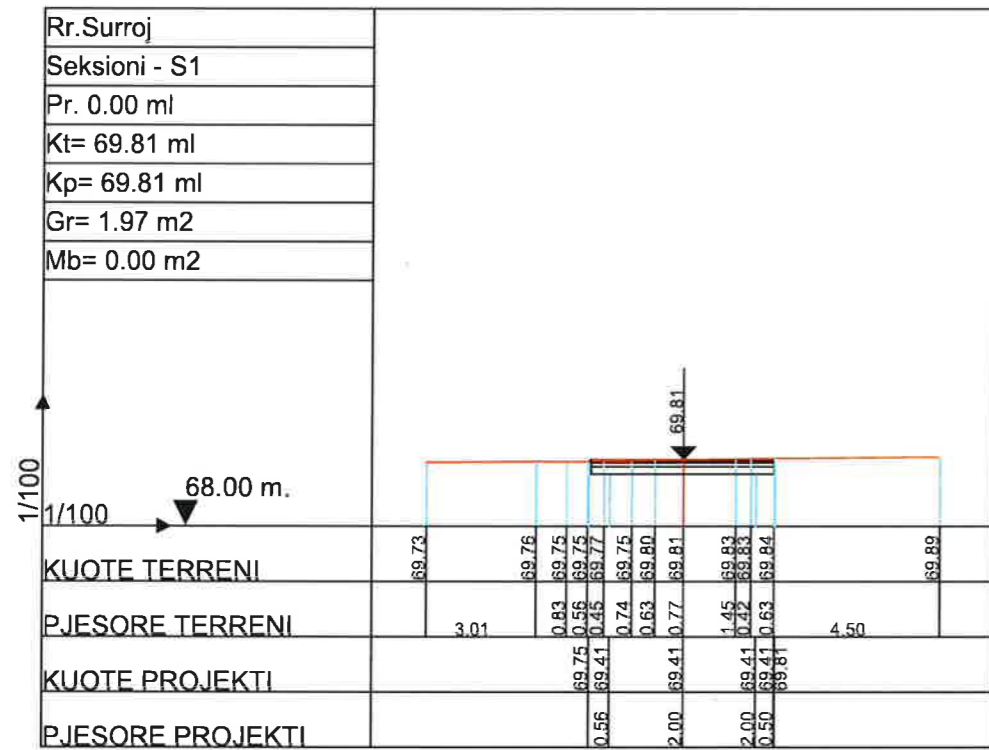 Rr.Surroj
Seksioni - S1
Pr. 0.00 ml
Kt= 69.81 ml
Kp= 69.81 ml
Gr= 1.97 m2
Mb= 0.00 m2
69.81
1/100
68.00 m.
1/100
KUOTE TERRENI 69.73 69.76 69.75 69.75 69.77 69.75 69.80 69.81 69.83 69.83 69.84 69.89
PJESORE TERRENI 3.01 0.83 0.56 0.45 0.74 0.63 0.77 1.45 0.42 0.63 4.50
KUOTE PROJEKTI 69.75 69.41 69.41 69.41 69.41 69.81
PJESORE PROJEKTI 0.56 2.00 2.00 0.50